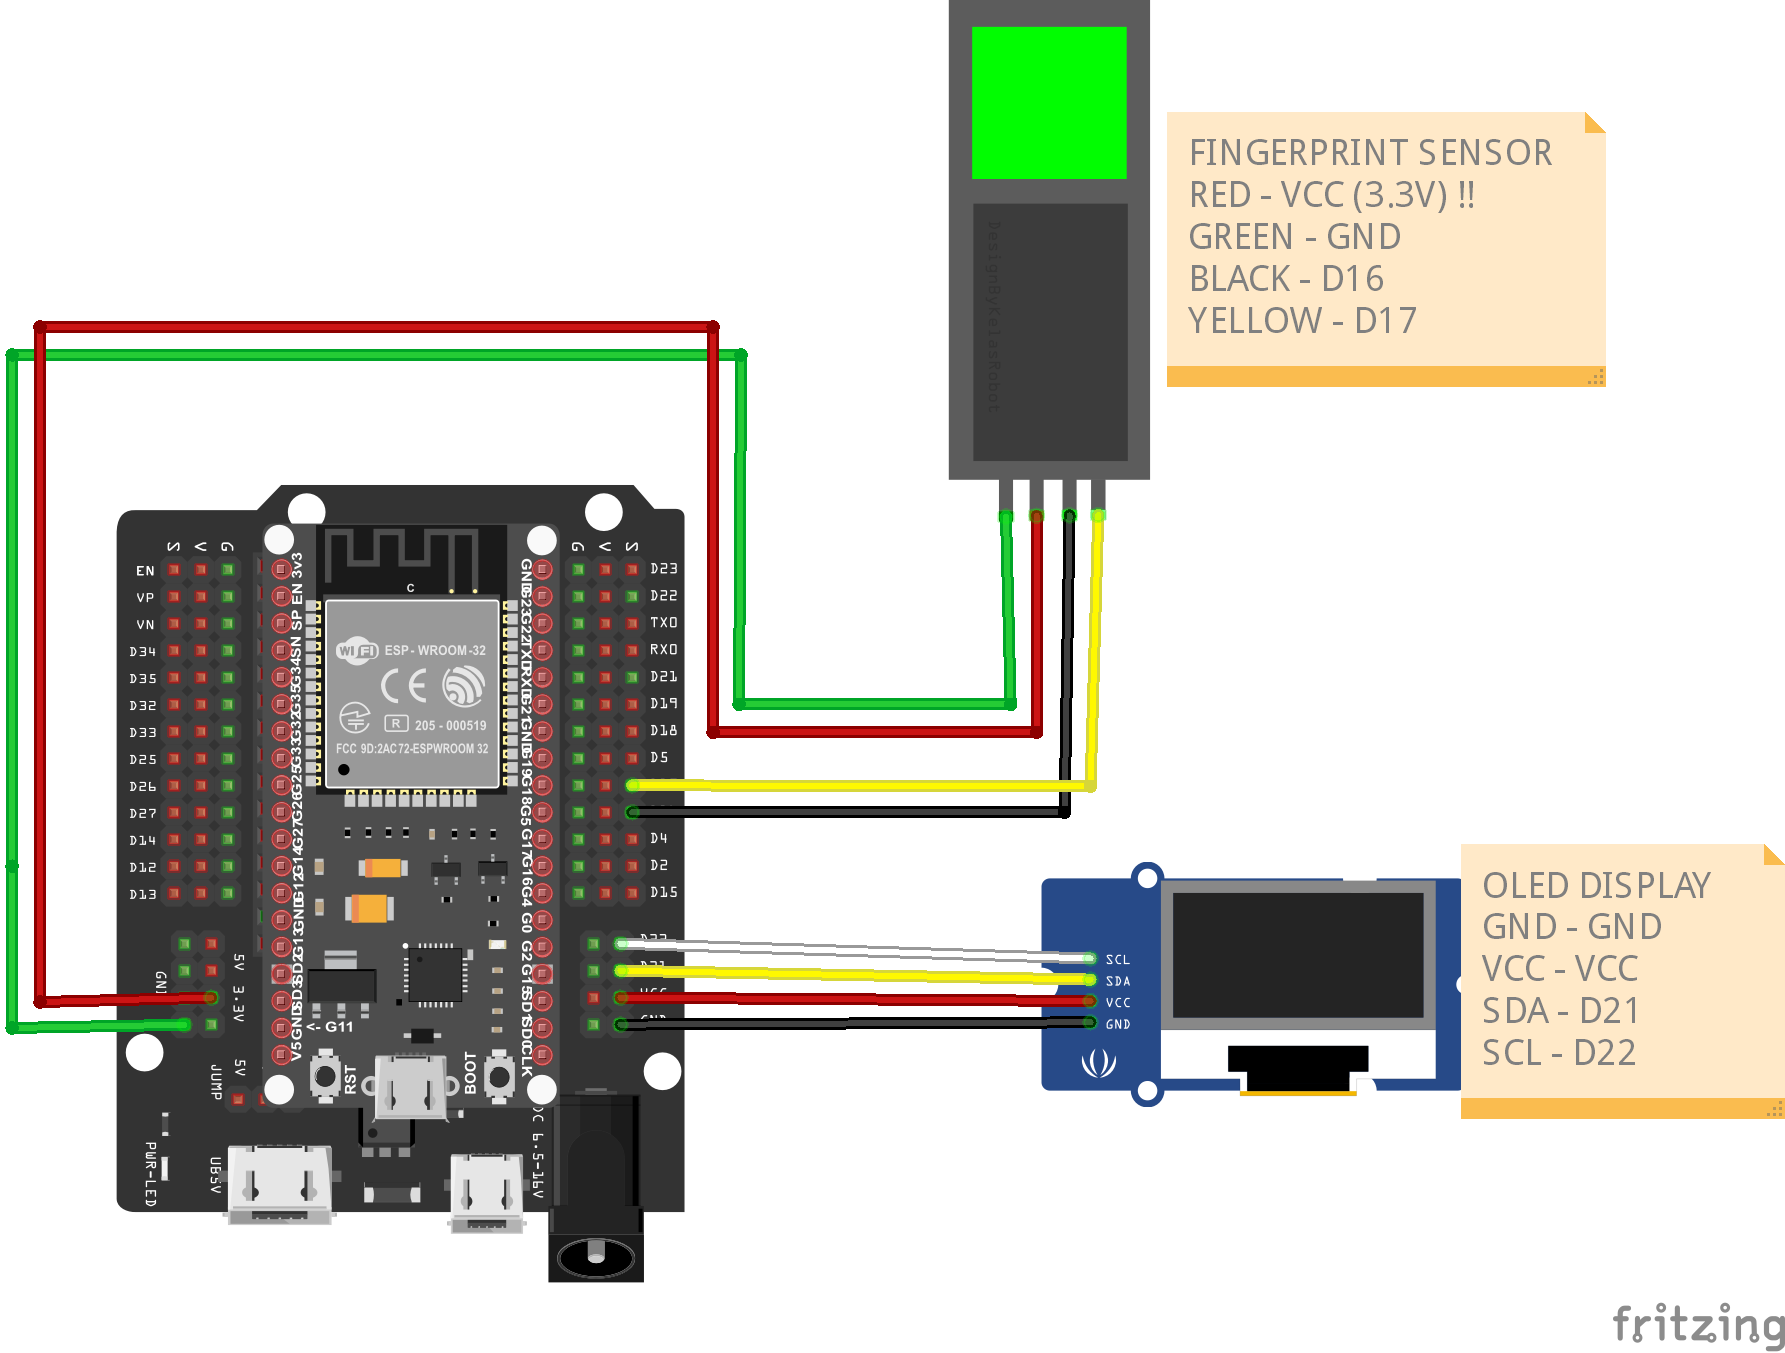 FINGERPRINT SENSOR
RED - VCC (3.3V) !!
GREEN - GND
BLACK - D16
YELLOW - D17
DesignByKelasRobot
S V G
EN
VP
VN
D34
D35
D32
D33
D25
D26
D27
D14
D12
D13
3v3
EN
SP
SN
G34
G35
G32
G33
G25
G26
G27
G14
G12
GND
G13
SD2
SD3
GND
V5
C
WiFi
ESP - WROOM -32
CE
R
205 - 000519
FCC 9D:2AC72-ESPWROOM 32
GND
G23
G22
TXD
RXD
G21
GND
G19
G18
G5
G17
G16
G4
G0
G2
G15
SD1
SD0
CLK
G V S
D23
D22
TX0
RX0
D21
D19
D18
D5
D4
D2
D15
GND
5V 3.3V
<- G11
RST
BOOT
5V
JUMP
PWR-LED
DC 6.5-16V
SCL
SDA
VCC
GND
OLED DISPLAY
GND - GND
VCC - VCC
SDA - D21
SCL - D22
fritzing